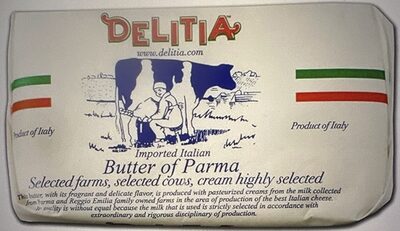 DELITIA
www.delitia.com
Product of Italy
Product of Italy
Imported Italian
Butter of Parma
Selected farms, selected cows, cream highly selected
This butter, with its fragrant and delicate flavor, is produced with pasteurized creams from the milk collected
from Parma and Reggio Emilia family owned farms in the area of production of the best Italian cheese.
Its quality is without equal because the milk that is used is strictly selected in accordance with
extraordinary and rigorous disciplinary of production.